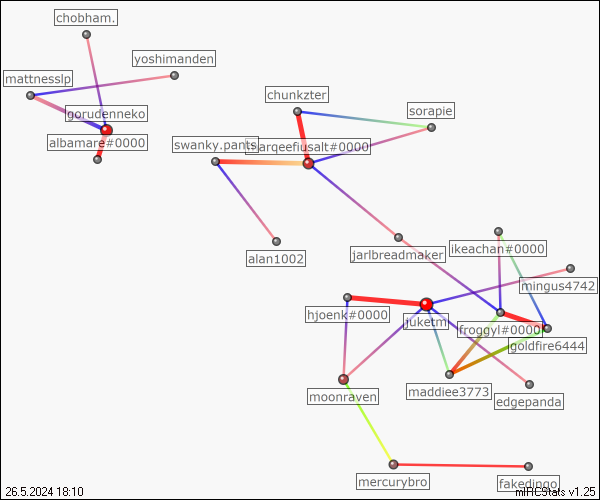 chobham.
yoshimanden
mattnesslp
chunkzter
sorapie
gorudenneko
albamare#0000
swanky.pants
marqeefiusalt#0000
alan1002
jarlbreadmaker
ikeachan#0000
mingus4742
hjoenk#0000
juketm
froggyl#0000
goldfire6444
maddiee3773
moonraven
edgepanda
mercurybro
fakedingo
26.5.2024 18:10
mIRCStats v1.25